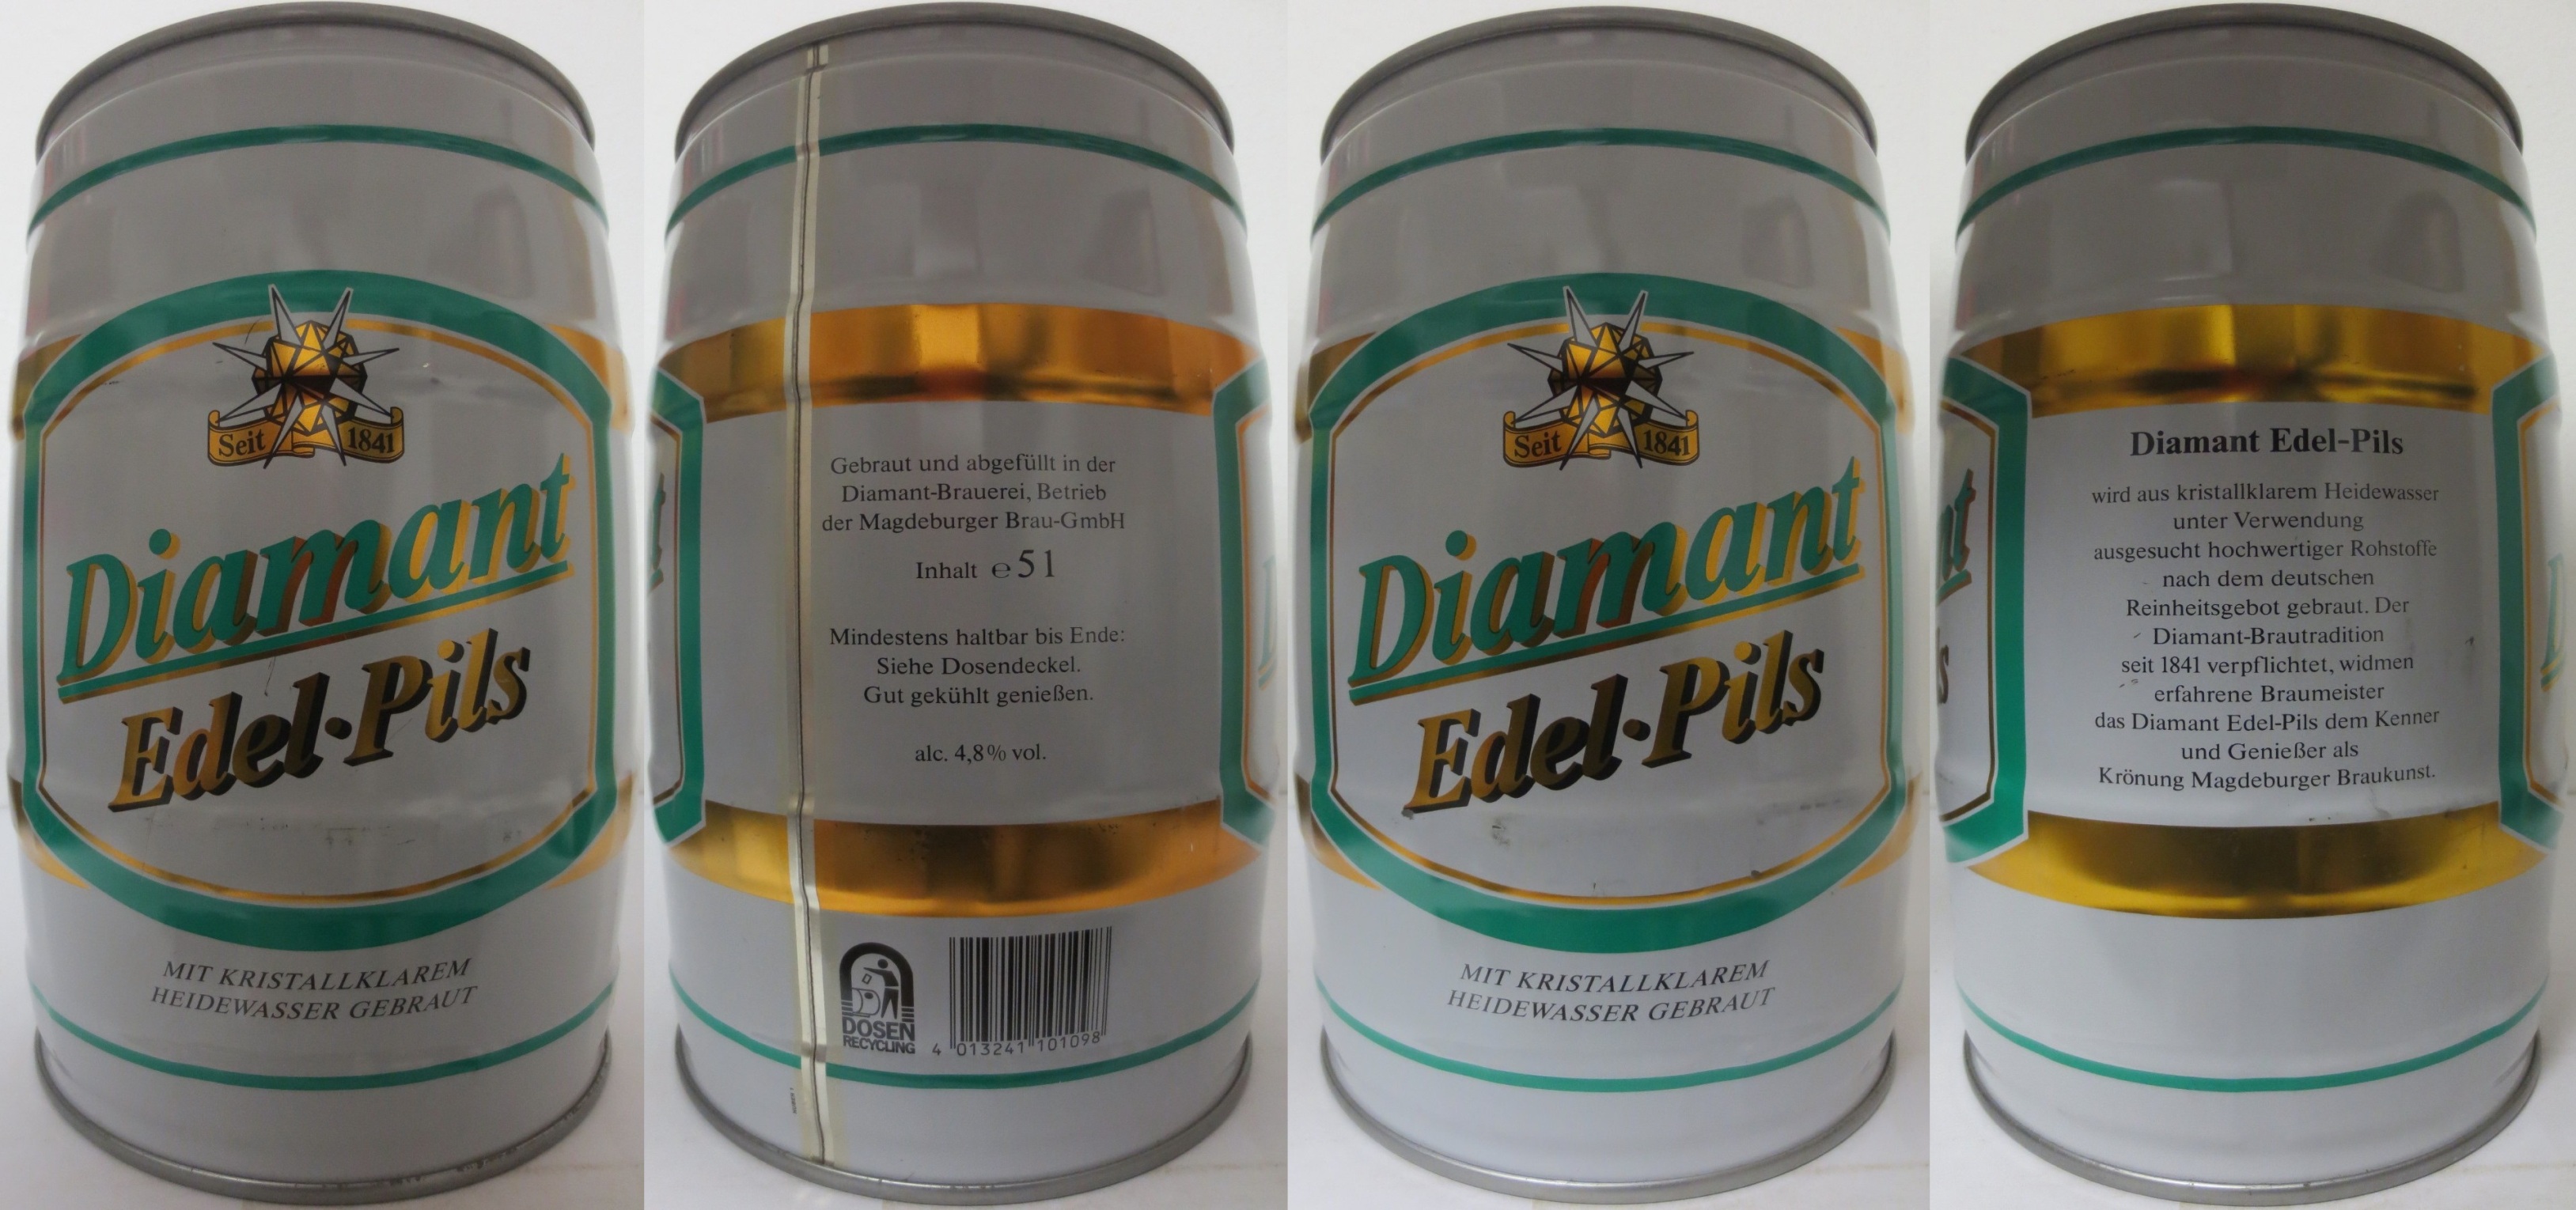 Seit 1841
Diamant
Edel·Pils
MIT KRISTALLKLAREM
HEIDEWASSER GEBRAUT
Gebraut und abgefüllt in der
Diamant-Brauerei, Betrieb
der Magdeburger Brau-GmbH
Inhalt ℮ 5 l
Mindestens haltbar bis Ende:
Siehe Dosendeckel.
Gut gekühlt genießen.
alc. 4,8% vol.
DOSEN
RECYCLING
4 013241 101098
Seit 1841
Diamant
Edel·Pils
MIT KRISTALLKLAREM
HEIDEWASSER GEBRAUT
Diamant Edel-Pils
wird aus kristallklarem Heidewasser
unter Verwendung
ausgesucht hochwertiger Rohstoffe
nach dem deutschen
Reinheitsgebot gebraut. Der
Diamant-Brautradition
seit 1841 verpflichtet, widmen
erfahrene Braumeister
das Diamant Edel-Pils dem Kenner
und Genießer als
Krönung Magdeburger Braukunst.